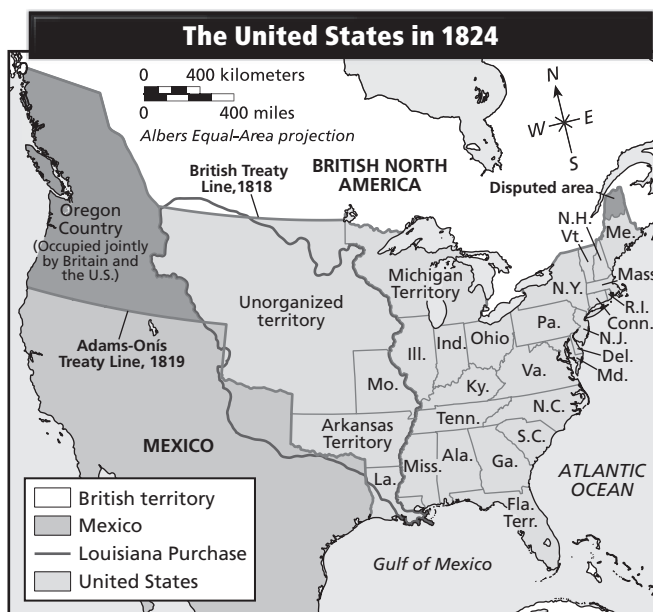 The United States in 1824
0 400 kilometers
0 400 miles
Albers Equal-Area projection
N
W E
S
British Treaty
Line, 1818
BRITISH NORTH
AMERICA
Disputed area
Oregon
Country
(Occupied jointly
by Britain and
the U.S.)
N.H.
Vt.
Me.
Michigan
Territory
N.Y.
Mass
Unorganized
territory
R.I.
Conn.
Adams-Onís
Treaty Line, 1819
Ill.
Ind.
Ohio
Pa.
N.J.
Del.
Md.
Mo.
Ky.
Va.
Arkansas
Territory
Tenn.
N.C.
MEXICO
S.C.
La.
Miss.
Ala.
Ga.
ATLANTIC
OCEAN
Fla.
Terr.
Gulf of Mexico
British territory
Mexico
Louisiana Purchase
United States